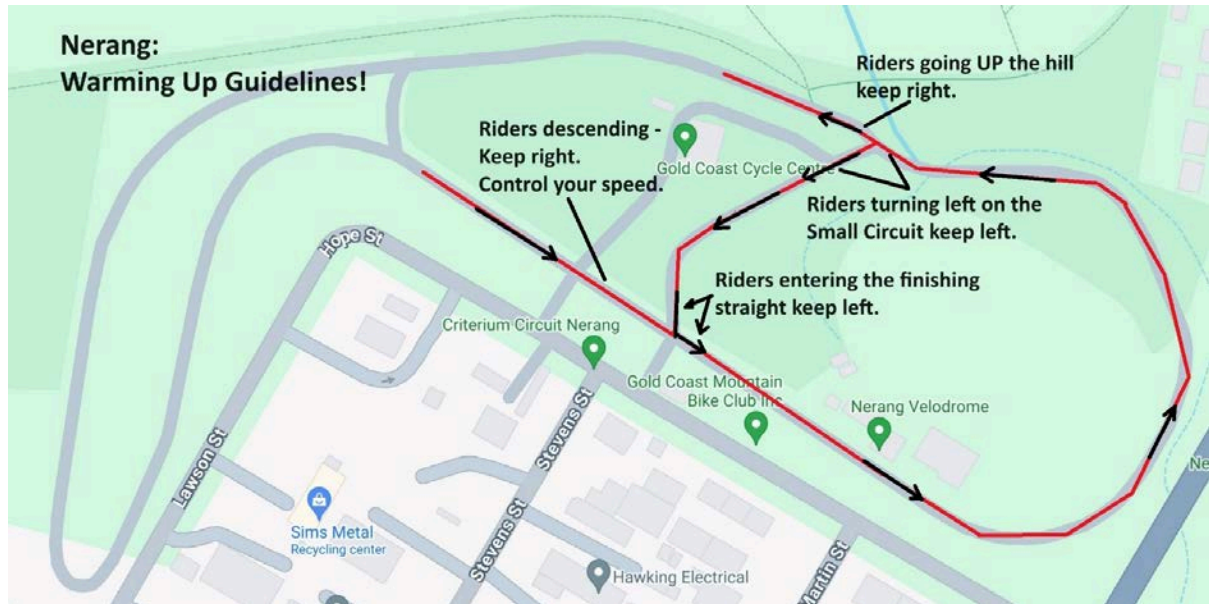 Nerang:
Warming Up Guidelines!
Riders going UP the hill
keep right.
Riders descending -
Keep right.
Control your speed.
Gold Coast Cycle Centre
Riders turning left on the
Small Circuit keep left.
Hope St
Riders entering the finishing
straight keep left.
Criterium Circuit Nerang
Gold Coast Mountain
Bike Club Inc
Nerang Velodrome
Stevens St
Lawson St
Ne
Sims Metal
Recycling center
Stevens St
Hawking Electrical
Martin St